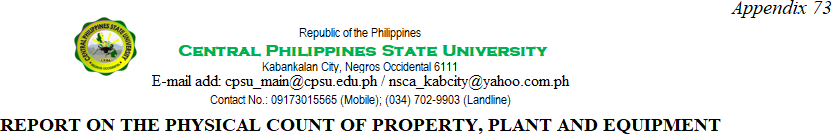 Appendix 73
Republic of the Philippines
CENTRAL PHILIPPINES STATE UNIVERSITY
Kabankalan City, Negros Occidental 6111
E-mail add: cpsu_main@cpsu.edu.ph / nsca_kabcity@yahoo.com.ph
Contact No.: 09173015565 (Mobile); (034) 702-9903 (Landline)
REPORT ON THE PHYSICAL COUNT OF PROPERTY, PLANT AND EQUIPMENT